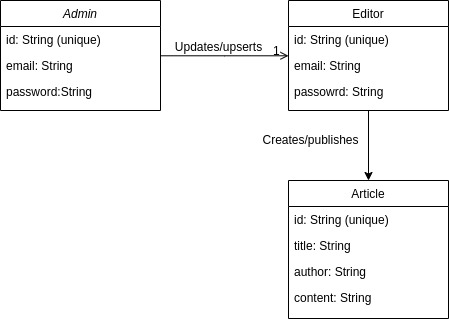 Admin
id: String (unique)
email: String
password:String
Updates/upserts
1
Editor
id: String (unique)
email: String
passowrd: String
Creates/publishes
Article
id: String (unique)
title: String
author: String
content: String